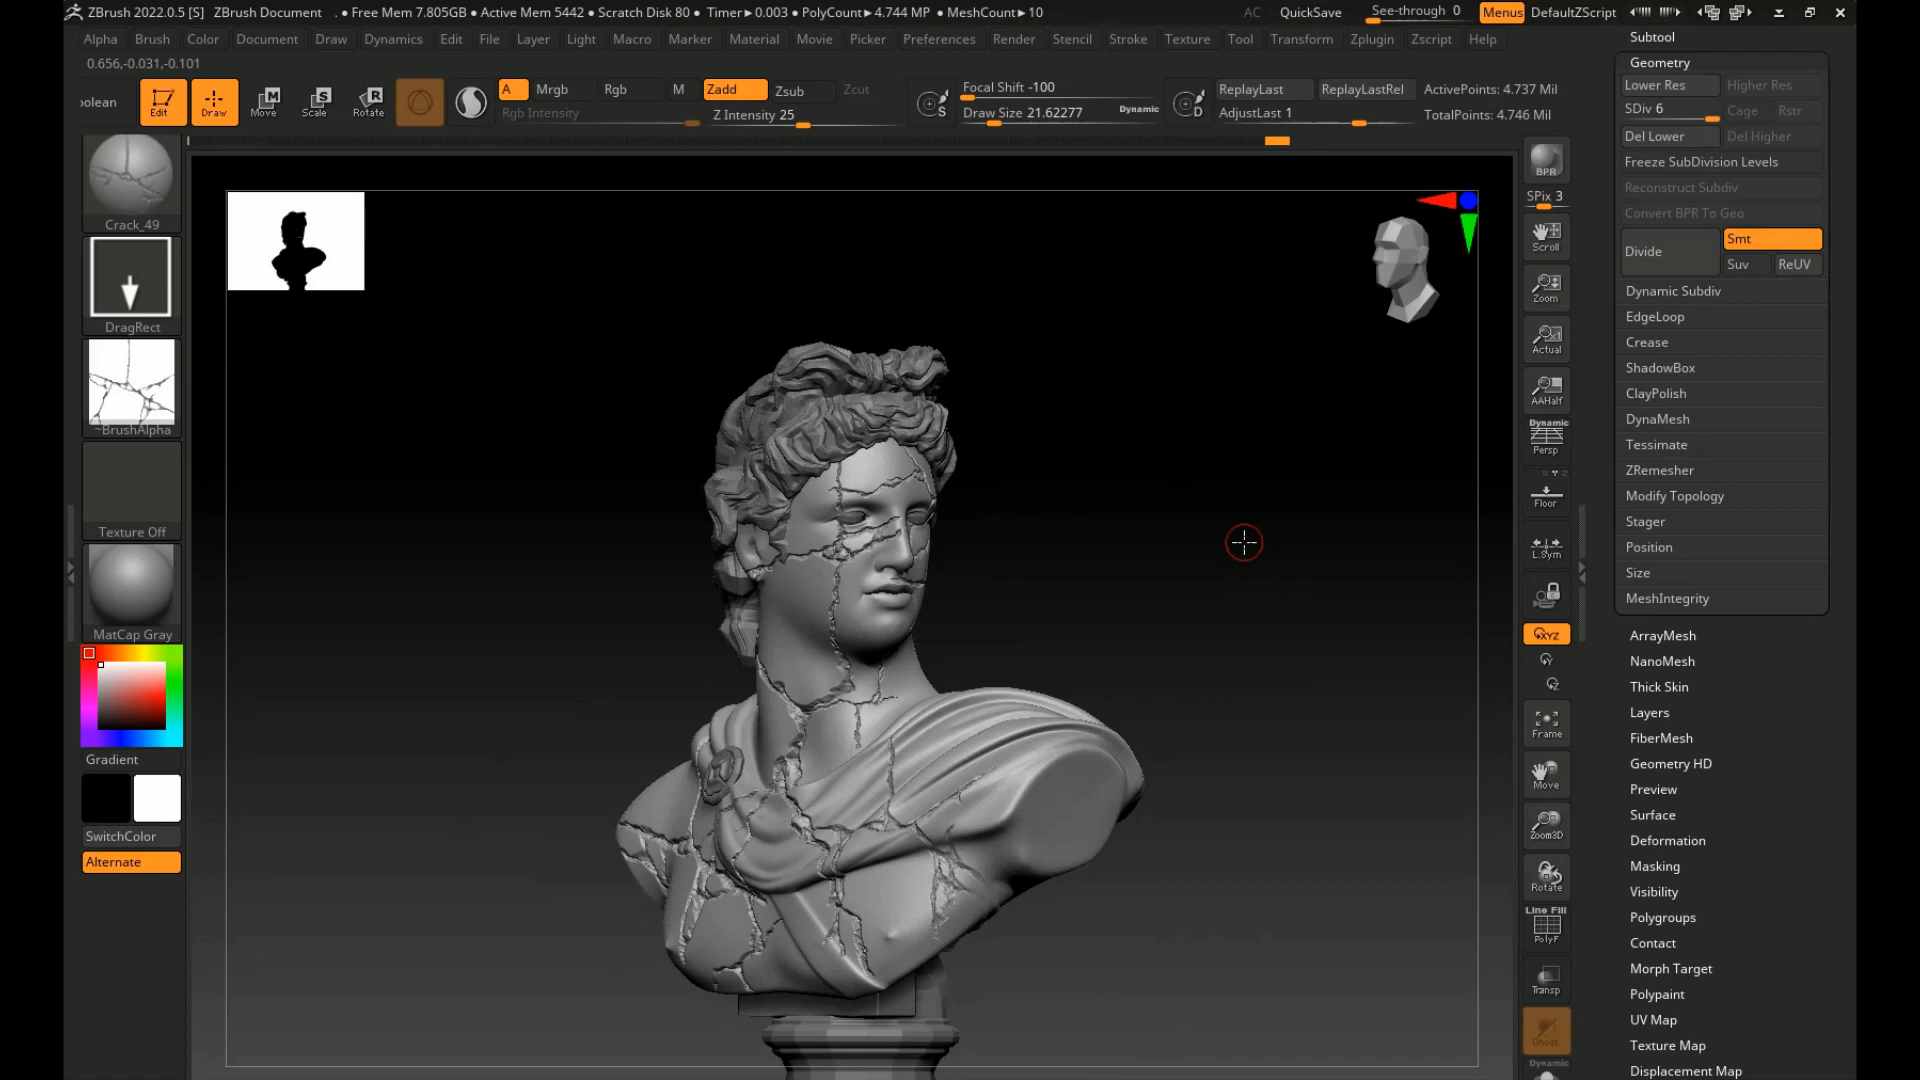 ZBrush 2022.0.5 [S] ZBrush Document . ● Free Mem 7.805GB ● Active Mem 5442 ● Scratch Disk 80 ● Timer►0.003 ● PolyCount►4.744 MP ● MeshCount►10 AC QuickSave See-through 0 Menus DefaultZScript
Alpha Brush Color Document Draw Dynamics Edit File Layer Light Macro Marker Material Movie Picker Preferences Render Stencil Stroke Texture Tool Transform Zplugin Zscript Help
0.656,-0.031,-0.101
oolean Edit Draw Move Scale Rotate
M S R
A Mrgb Rgb M Zadd Zsub Zcut
Rgb Intensity Z Intensity 25
S Focal Shift -100
Draw Size 21.62277 Dynamic
D ReplayLast ReplayLastRel ActivePoints: 4.737 Mil
AdjustLast 1 TotalPoints: 4.746 Mil
Crack_49
DragRect
~BrushAlpha
Texture Off
MatCap Gray
Gradient
SwitchColor
Alternate
BPR
SPix 3
Scroll
Zoom
Actual
AAHalf
Dynamic
Persp
Floor
L.Sym
XYZ
Y
Z
Frame
Move
Zoom3D
Rotate
Line Fill
PolyF
Transp
Ghost
Dynamic
Subtool
Geometry
Lower Res Higher Res
SDiv 6 Cage Rstr
Del Lower Del Higher
Freeze SubDivision Levels
Reconstruct Subdiv
Convert BPR To Geo
Divide Smt
Suv ReUV
Dynamic Subdiv
EdgeLoop
Crease
ShadowBox
ClayPolish
DynaMesh
Tessimate
ZRemesher
Modify Topology
Stager
Position
Size
MeshIntegrity
ArrayMesh
NanoMesh
Thick Skin
Layers
FiberMesh
Geometry HD
Preview
Surface
Deformation
Masking
Visibility
Polygroups
Contact
Morph Target
Polypaint
UV Map
Texture Map
Displacement Map